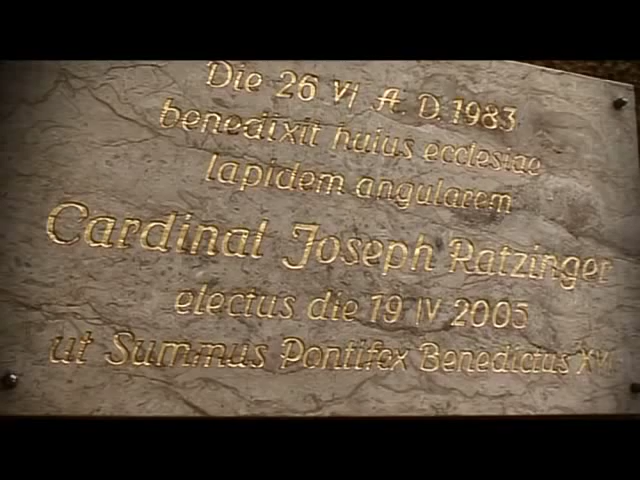 Die 26 VI A.D. 1983
benedixit huius ecclesiae
lapidem angularem
Cardinal Joseph Ratzinger
electus die 19 IV 2005
ut Summus Pontifex Benedictus XVI